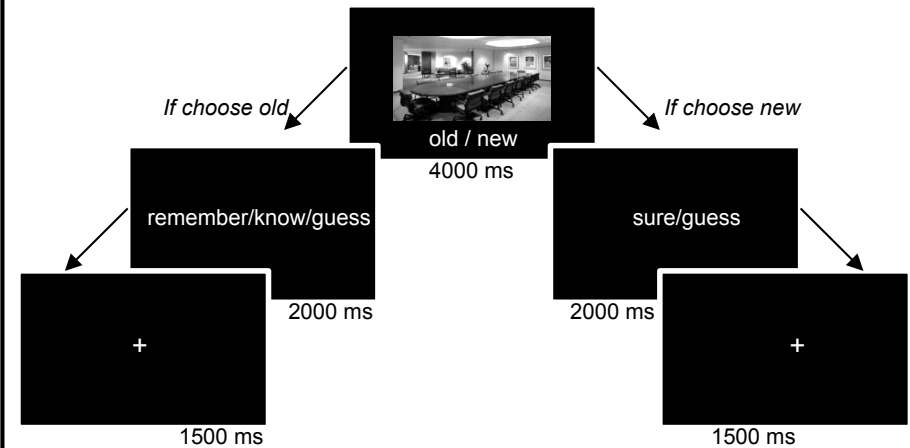 If choose old
If choose new
old / new
4000 ms
remember/know/guess
sure/guess
2000 ms
2000 ms
+
+
1500 ms
1500 ms